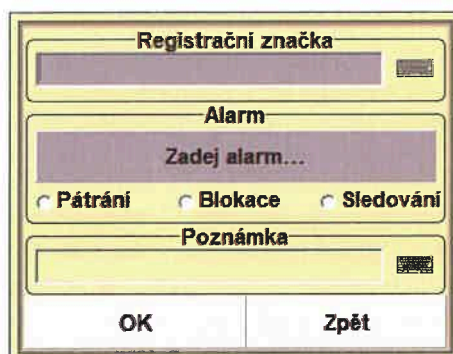 Registrační značka
Alarm
Zadej alarm...
Pátrání Blokace Sledování
Poznámka
OK Zpět